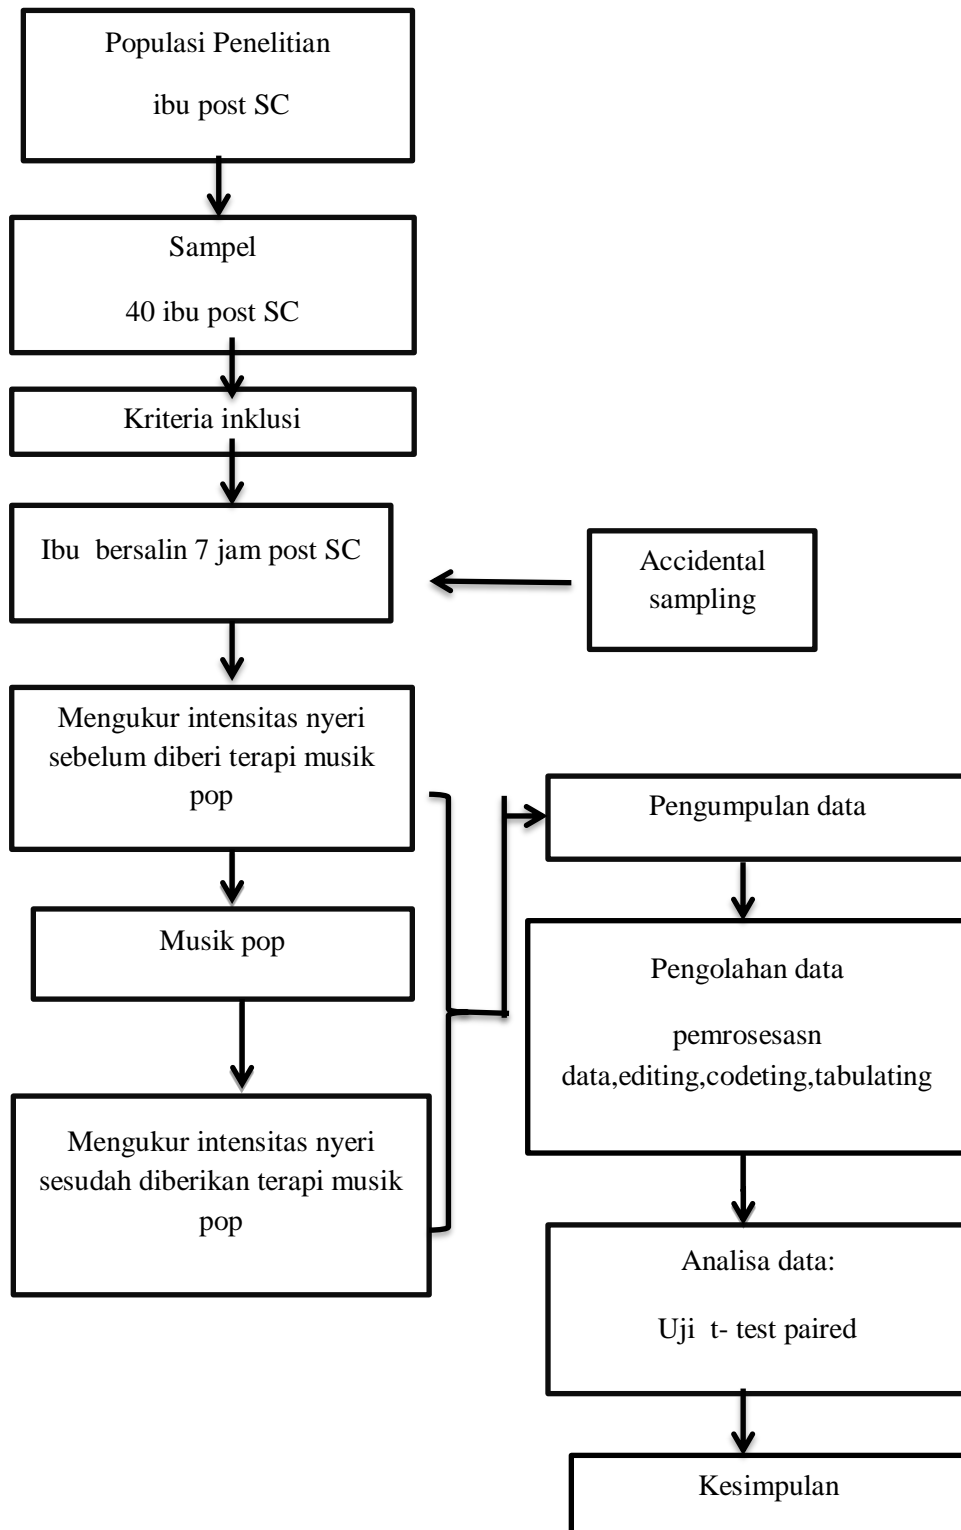 Populasi Penelitian
ibu post SC
Sampel
40 ibu post SC
Kriteria inklusi
Ibu  bersalin 7 jam post SC
Accidental
sampling
Mengukur intensitas nyeri
sebelum diberi terapi musik
pop
Musik pop
Mengukur intensitas nyeri
sesudah diberikan terapi musik
pop
Pengumpulan data
Pengolahan data
pemrosesasn
data,editing,codeting,tabulating
Analisa data:
Uji  t- test paired
Kesimpulan